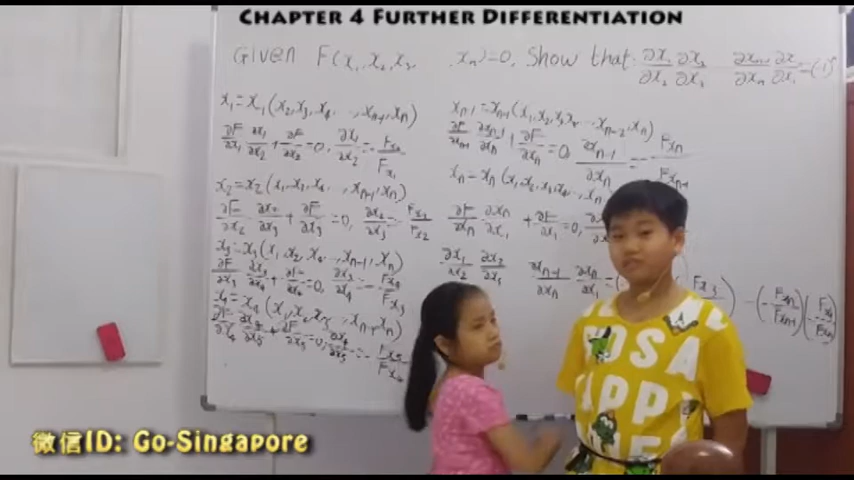 CHAPTER 4 FURTHER DIFFERENTIATION
Given F(x₁, x₂, x₃, . , xₙ)=0, Show that: ∂x₁/∂x₂ ∂x₂/∂x₃ ∂xₙ₋₁/∂xₙ ∂xₙ/∂x₁ =(-1)ⁿ
x₁=x₁(x₂, x₃, x₄, . . , xₙ₋₁, xₙ)
∂F/∂x₁ ∂x₁/∂x₂ + ∂F/∂x₂ =0, ∂x₁/∂x₂ = - Fx₂/Fx₁
x₂=x₂(x₁, x₃, x₄, . . , xₙ₋₁, xₙ)
∂F/∂x₂ ∂x₂/∂x₃ + ∂F/∂x₃ =0, ∂x₂/∂x₃ = - Fx₃/Fx₂
x₃=x₃(x₁, x₂, x₄, . . , xₙ₋₁, xₙ)
∂F/∂x₃ ∂x₃/∂x₄ + ∂F/∂x₄ =0, ∂x₃/∂x₄ = - Fx₄/Fx₃
x₄=x₄(x₁, x₂, x₃, . . , xₙ₋₁, xₙ)
∂F/∂x₄ ∂x₄/∂x₅ + ∂F/∂x₅ =0, ∂x₄/∂x₅ = - Fx₅/Fx₄
xₙ₋₁=xₙ₋₁(x₁, x₂, x₃, x₄, . . , xₙ₋₂, xₙ)
∂F/∂xₙ₋₁ ∂xₙ₋₁/∂xₙ + ∂F/∂xₙ =0, ∂xₙ₋₁/∂xₙ = - Fxₙ/Fxₙ₋₁
xₙ=xₙ(x₁, x₂, x₃, x₄, . . , xₙ₋₁)
∂F/∂xₙ ∂xₙ/∂x₁ + ∂F/∂x₁ =0,
∂x₁/∂x₂ ∂x₂/∂x₃ ∂xₙ₋₁/∂xₙ ∂xₙ/∂x₁
SO SAD
HAPPY
微信ID: Go-Singapore